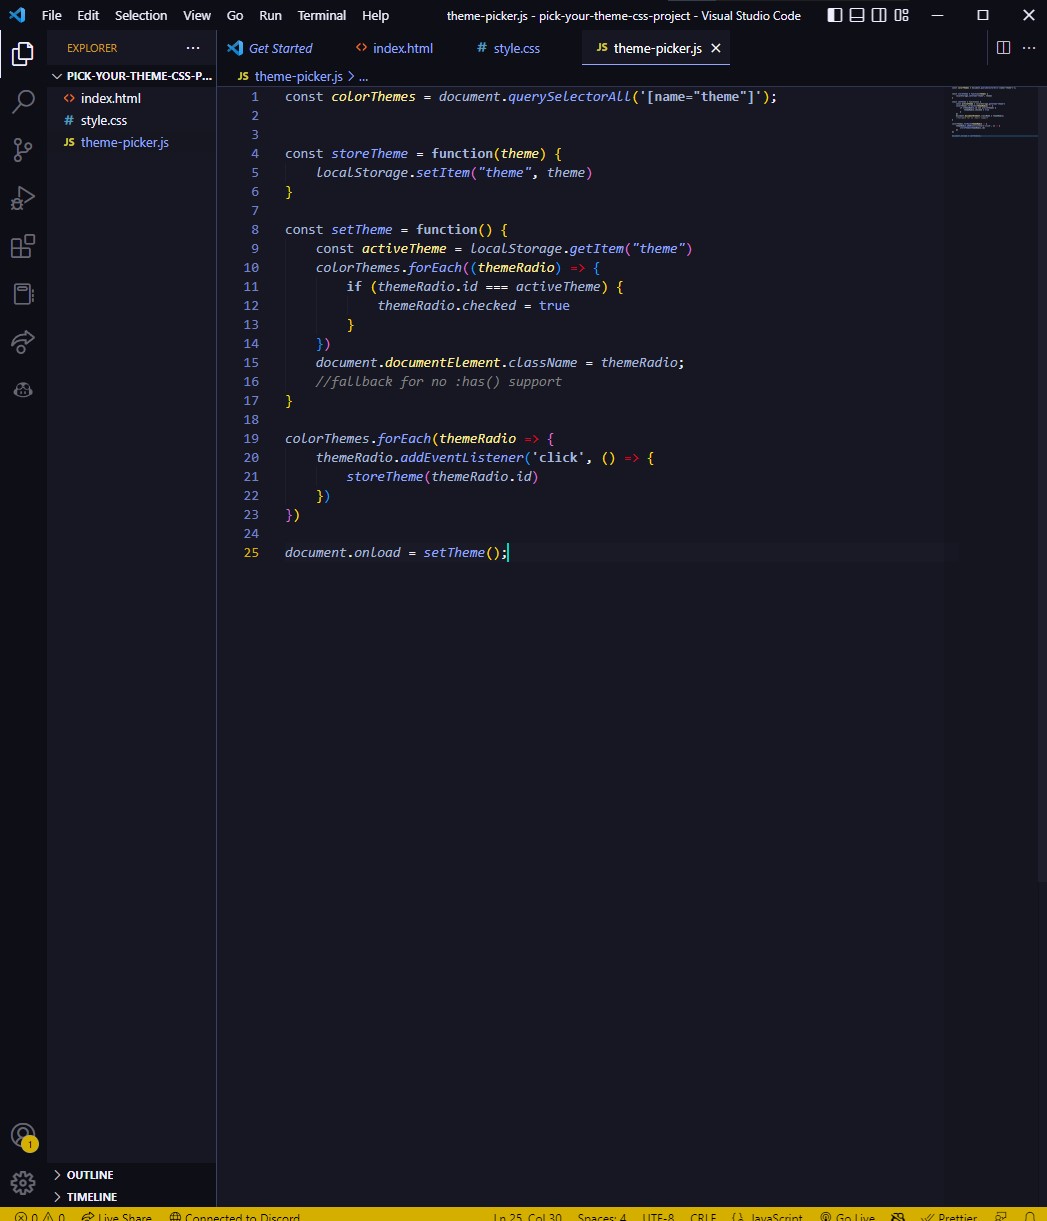 File Edit Selection View Go Run Terminal Help theme-picker.js - pick-your-theme-css-project - Visual Studio Code
EXPLORER ···
Get Started <> index.html # style.css JS theme-picker.js ×
PICK-YOUR-THEME-CSS-P...
<> index.html
# style.css
JS theme-picker.js
JS theme-picker.js > ...
1 const colorThemes = document.querySelectorAll('[name="theme"]');
2
3
4 const storeTheme = function(theme) {
5 localStorage.setItem("theme", theme)
6 }
7
8 const setTheme = function() {
9 const activeTheme = localStorage.getItem("theme")
10 colorThemes.forEach((themeRadio) => {
11 if (themeRadio.id === activeTheme) {
12 themeRadio.checked = true
13 }
14 })
15 document.documentElement.className = themeRadio;
16 //fallback for no :has() support
17 }
18
19 colorThemes.forEach(themeRadio => {
20 themeRadio.addEventListener('click', () => {
21 storeTheme(themeRadio.id)
22 })
23 })
24
25 document.onload = setTheme();
1
OUTLINE
TIMELINE
0 0 Live Share Connected to Discord Ln 25, Col 30 Spaces: 4 UTF-8 CRLF {} JavaScript Go Live Prettier